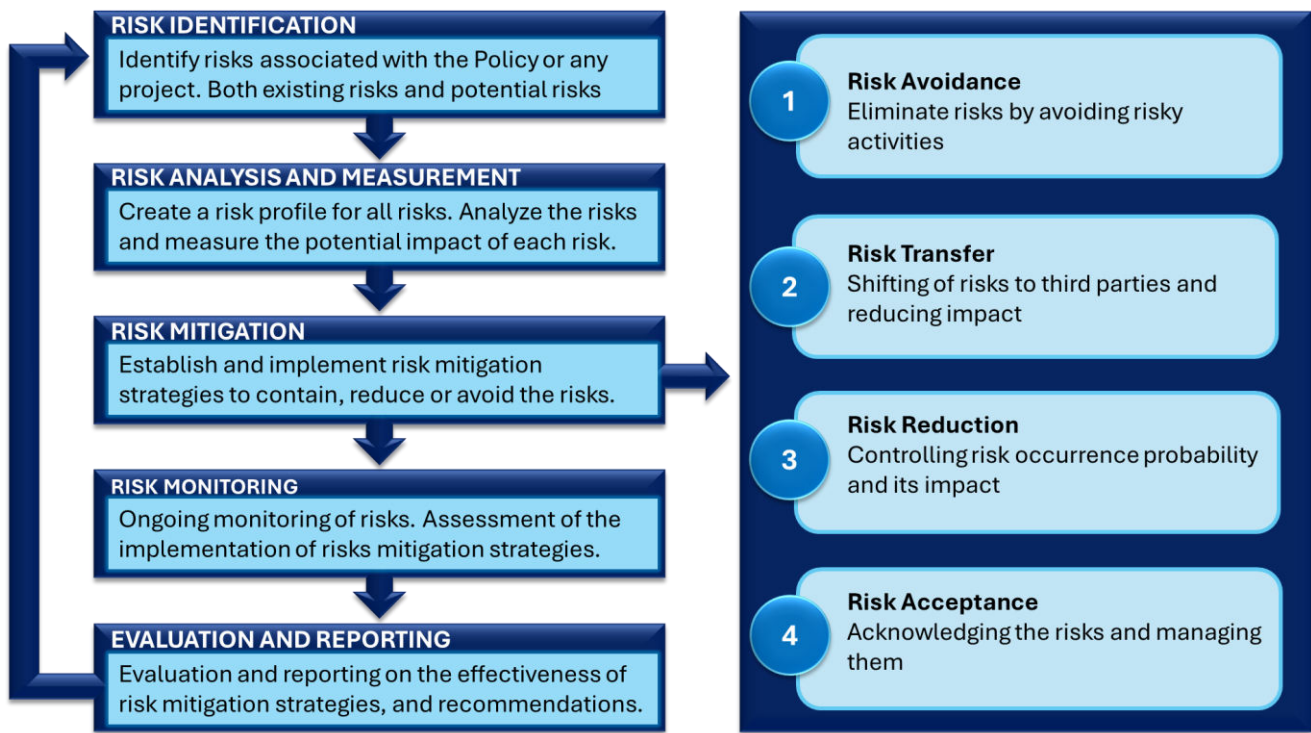 RISK IDENTIFICATION
Identify risks associated with the Policy or any
project. Both existing risks and potential risks
RISK ANALYSIS AND MEASUREMENT
Create a risk profile for all risks. Analyze the risks
and measure the potential impact of each risk.
RISK MITIGATION
Establish and implement risk mitigation
strategies to contain, reduce or avoid the risks.
RISK MONITORING
Ongoing monitoring of risks. Assessment of the
implementation of risks mitigation strategies.
EVALUATION AND REPORTING
Evaluation and reporting on the effectiveness of
risk mitigation strategies, and recommendations.
1
Risk Avoidance
Eliminate risks by avoiding risky
activities
2
Risk Transfer
Shifting of risks to third parties and
reducing impact
3
Risk Reduction
Controlling risk occurrence probability
and its impact
4
Risk Acceptance
Acknowledging the risks and managing
them